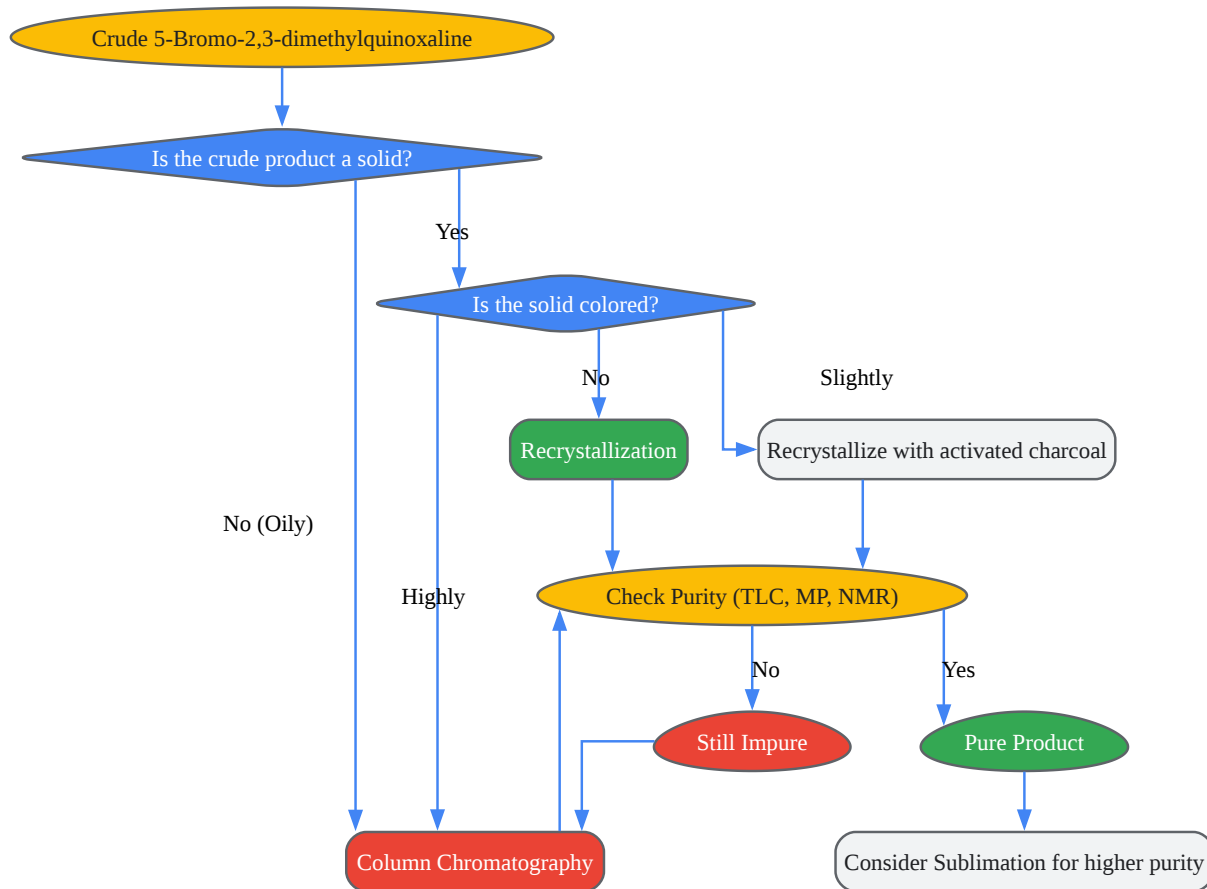 Crude 5-Bromo-2,3-dimethylquinoxaline
Is the crude product a solid?
Yes
Is the solid colored?
No
Slightly
Recrystallization
Recrystallize with activated charcoal
No (Oily)
Highly
Check Purity (TLC, MP, NMR)
No
Yes
Still Impure
Pure Product
Column Chromatography
Consider Sublimation for higher purity